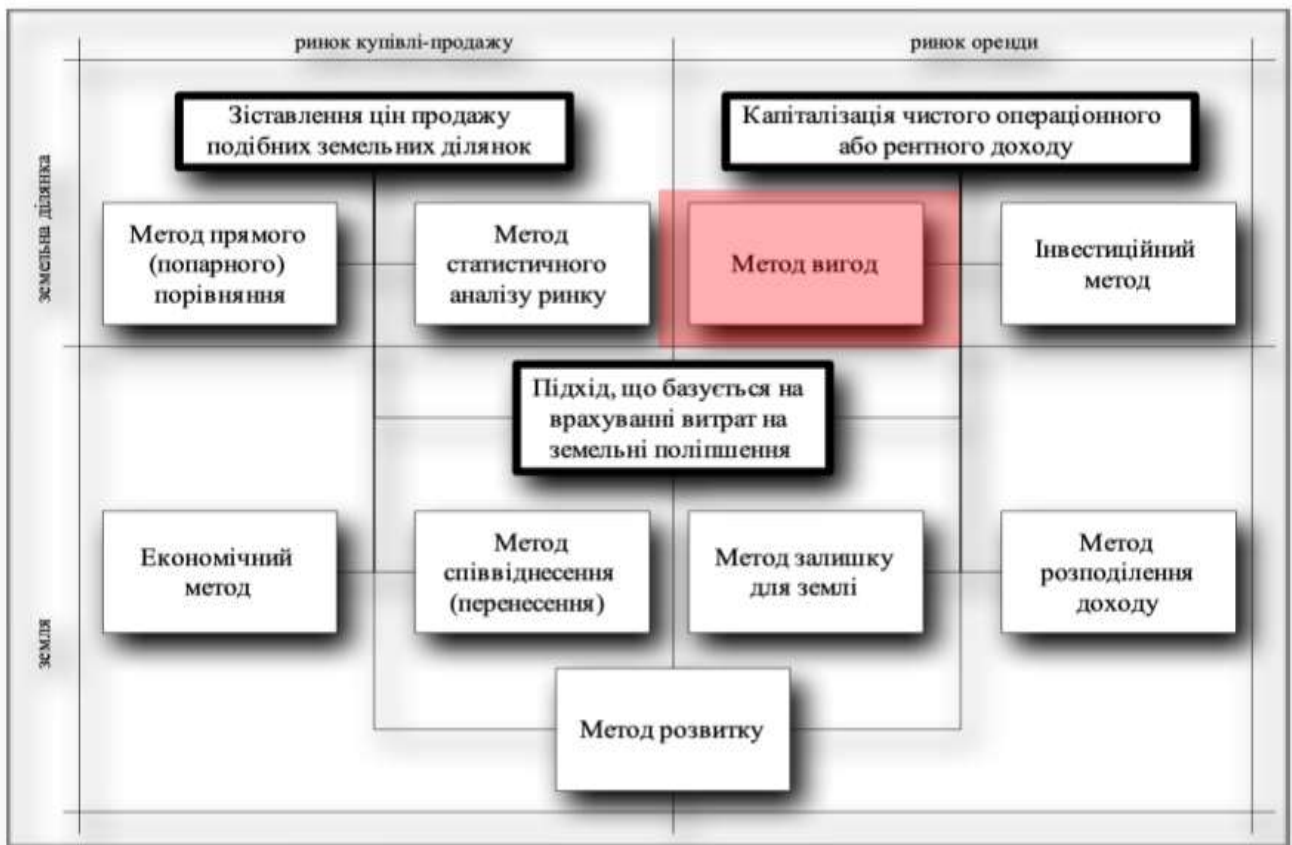 ринок купівлі-продажу
ринок оренди
земельна ділянка
Зіставлення цін продажу
подібних земельних ділянок
Капіталізація чистого операціонного
або рентного доходу
Метод прямого
(попарного)
порівняння
Метод
статистичного
аналізу ринку
Метод вигод
Інвестиційний
метод
Підхід, що базується на
врахуванні витрат на
земельні поліпшення
земля
Економічний
метод
Метод
співвіднесення
(перенесення)
Метод залишку
для землі
Метод
розподілення
доходу
Метод розвитку